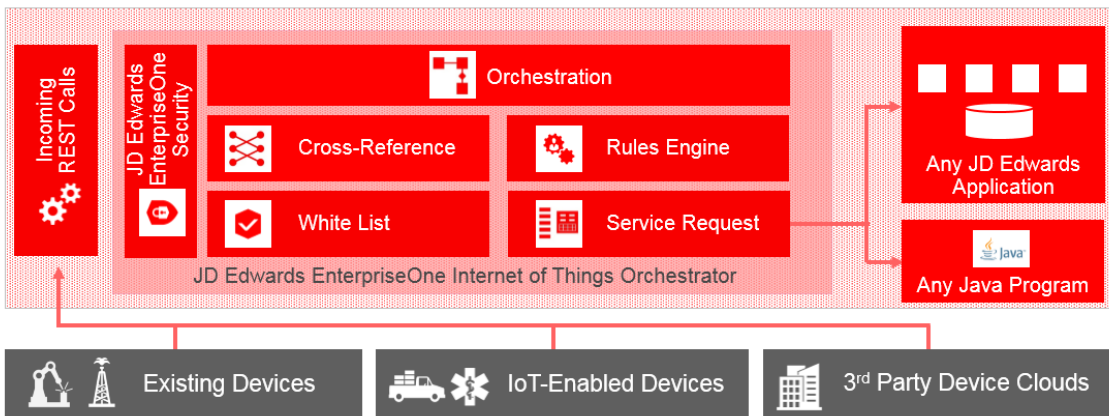 Incoming
REST Calls
JD Edwards
EnterpriseOne
Security
Orchestration
Cross-Reference
Rules Engine
White List
Service Request
JD Edwards EnterpriseOne Internet of Things Orchestrator
Any JD Edwards
Application
Java
Any Java Program
Existing Devices
IoT-Enabled Devices
3rd Party Device Clouds